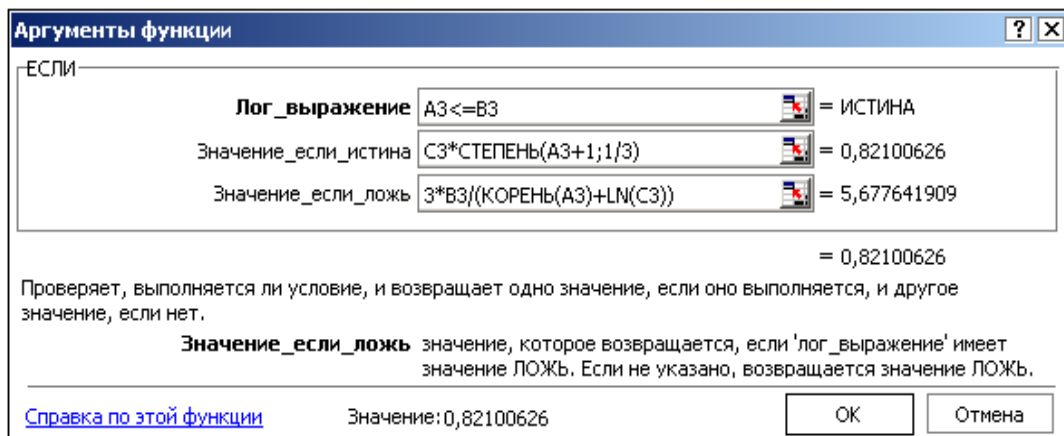 Аргументы функции
ЕСЛИ
Лог_выражение A3<=B3 = ИСТИНА
Значение_если_истина C3*СТЕПЕНЬ(A3+1;1/3) = 0,82100626
Значение_если_ложь 3*B3/(КОРЕНЬ(A3)+LN(C3)) = 5,677641909
= 0,82100626
Проверяет, выполняется ли условие, и возвращает одно значение, если оно выполняется, и другое
значение, если нет.
Значение_если_ложь значение, которое возвращается, если 'лог_выражение' имеет
значение ЛОЖЬ. Если не указано, возвращается значение ЛОЖЬ.
Справка по этой функции Значение:0,82100626 OK Отмена